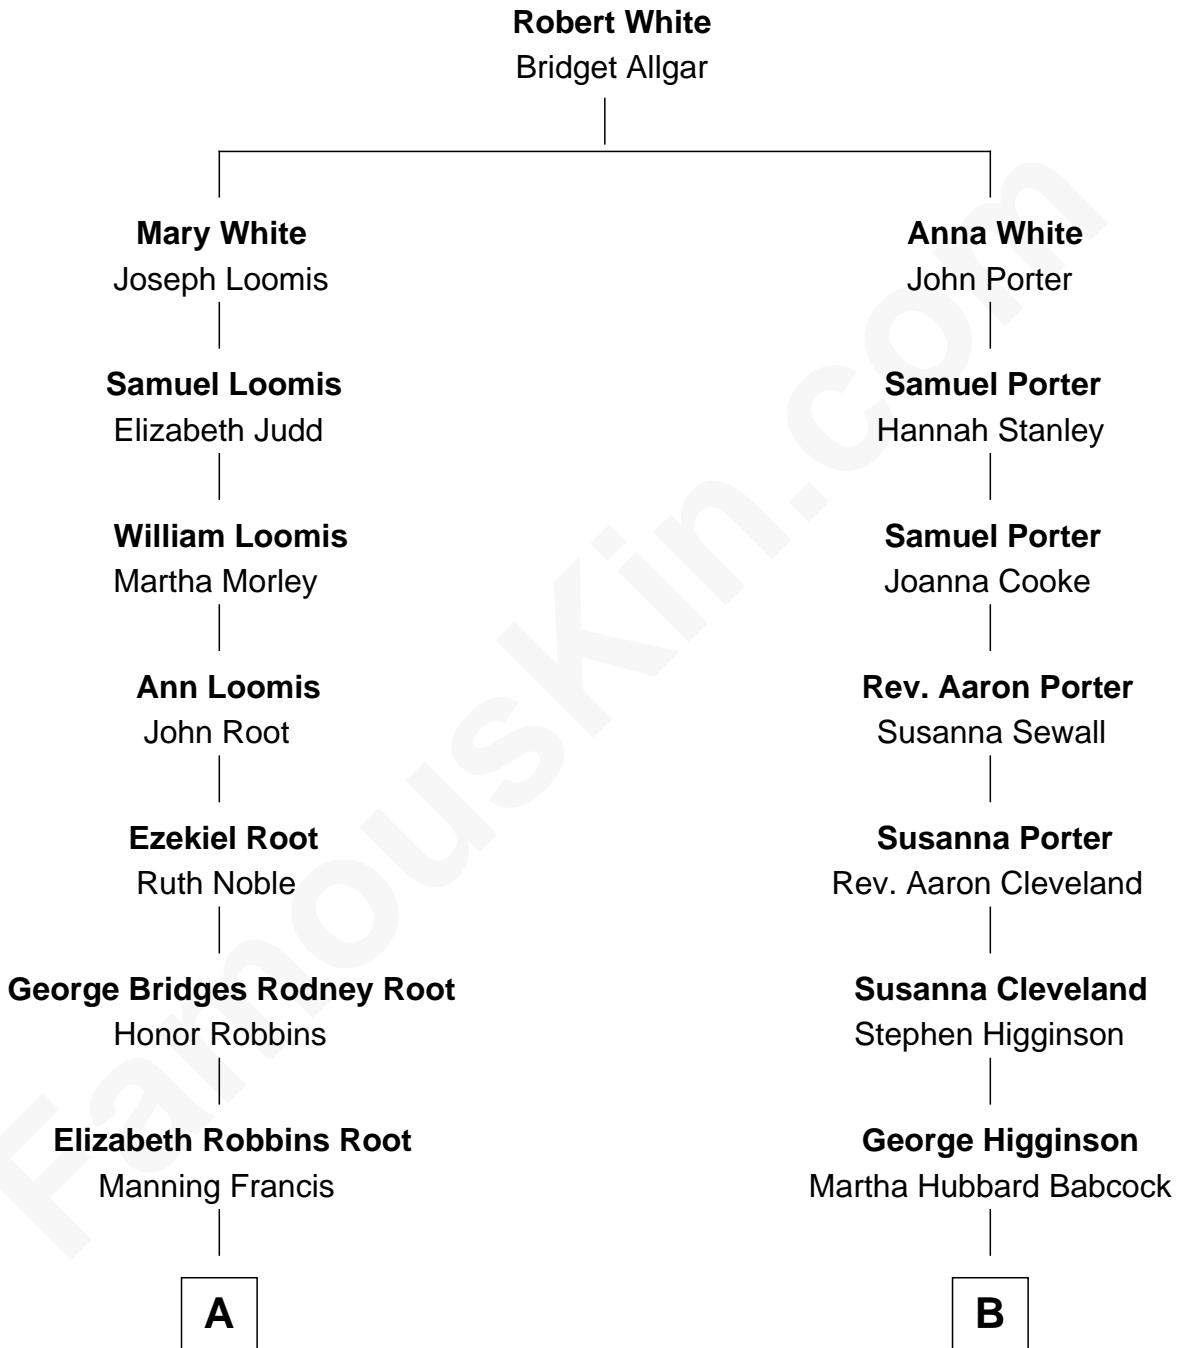 Robert White
Bridget Allgar
Mary White
Joseph Loomis
Anna White
John Porter
Samuel Loomis
Elizabeth Judd
Samuel Porter
Hannah Stanley
William Loomis
Martha Morley
Samuel Porter
Joanna Cooke
Ann Loomis
John Root
Rev. Aaron Porter
Susanna Sewall
Ezekiel Root
Ruth Noble
Susanna Porter
Rev. Aaron Cleveland
George Bridges Rodney Root
Honor Robbins
Susanna Cleveland
Stephen Higginson
Elizabeth Robbins Root
Manning Francis
George Higginson
Martha Hubbard Babcock
A
B
FamousKin.com